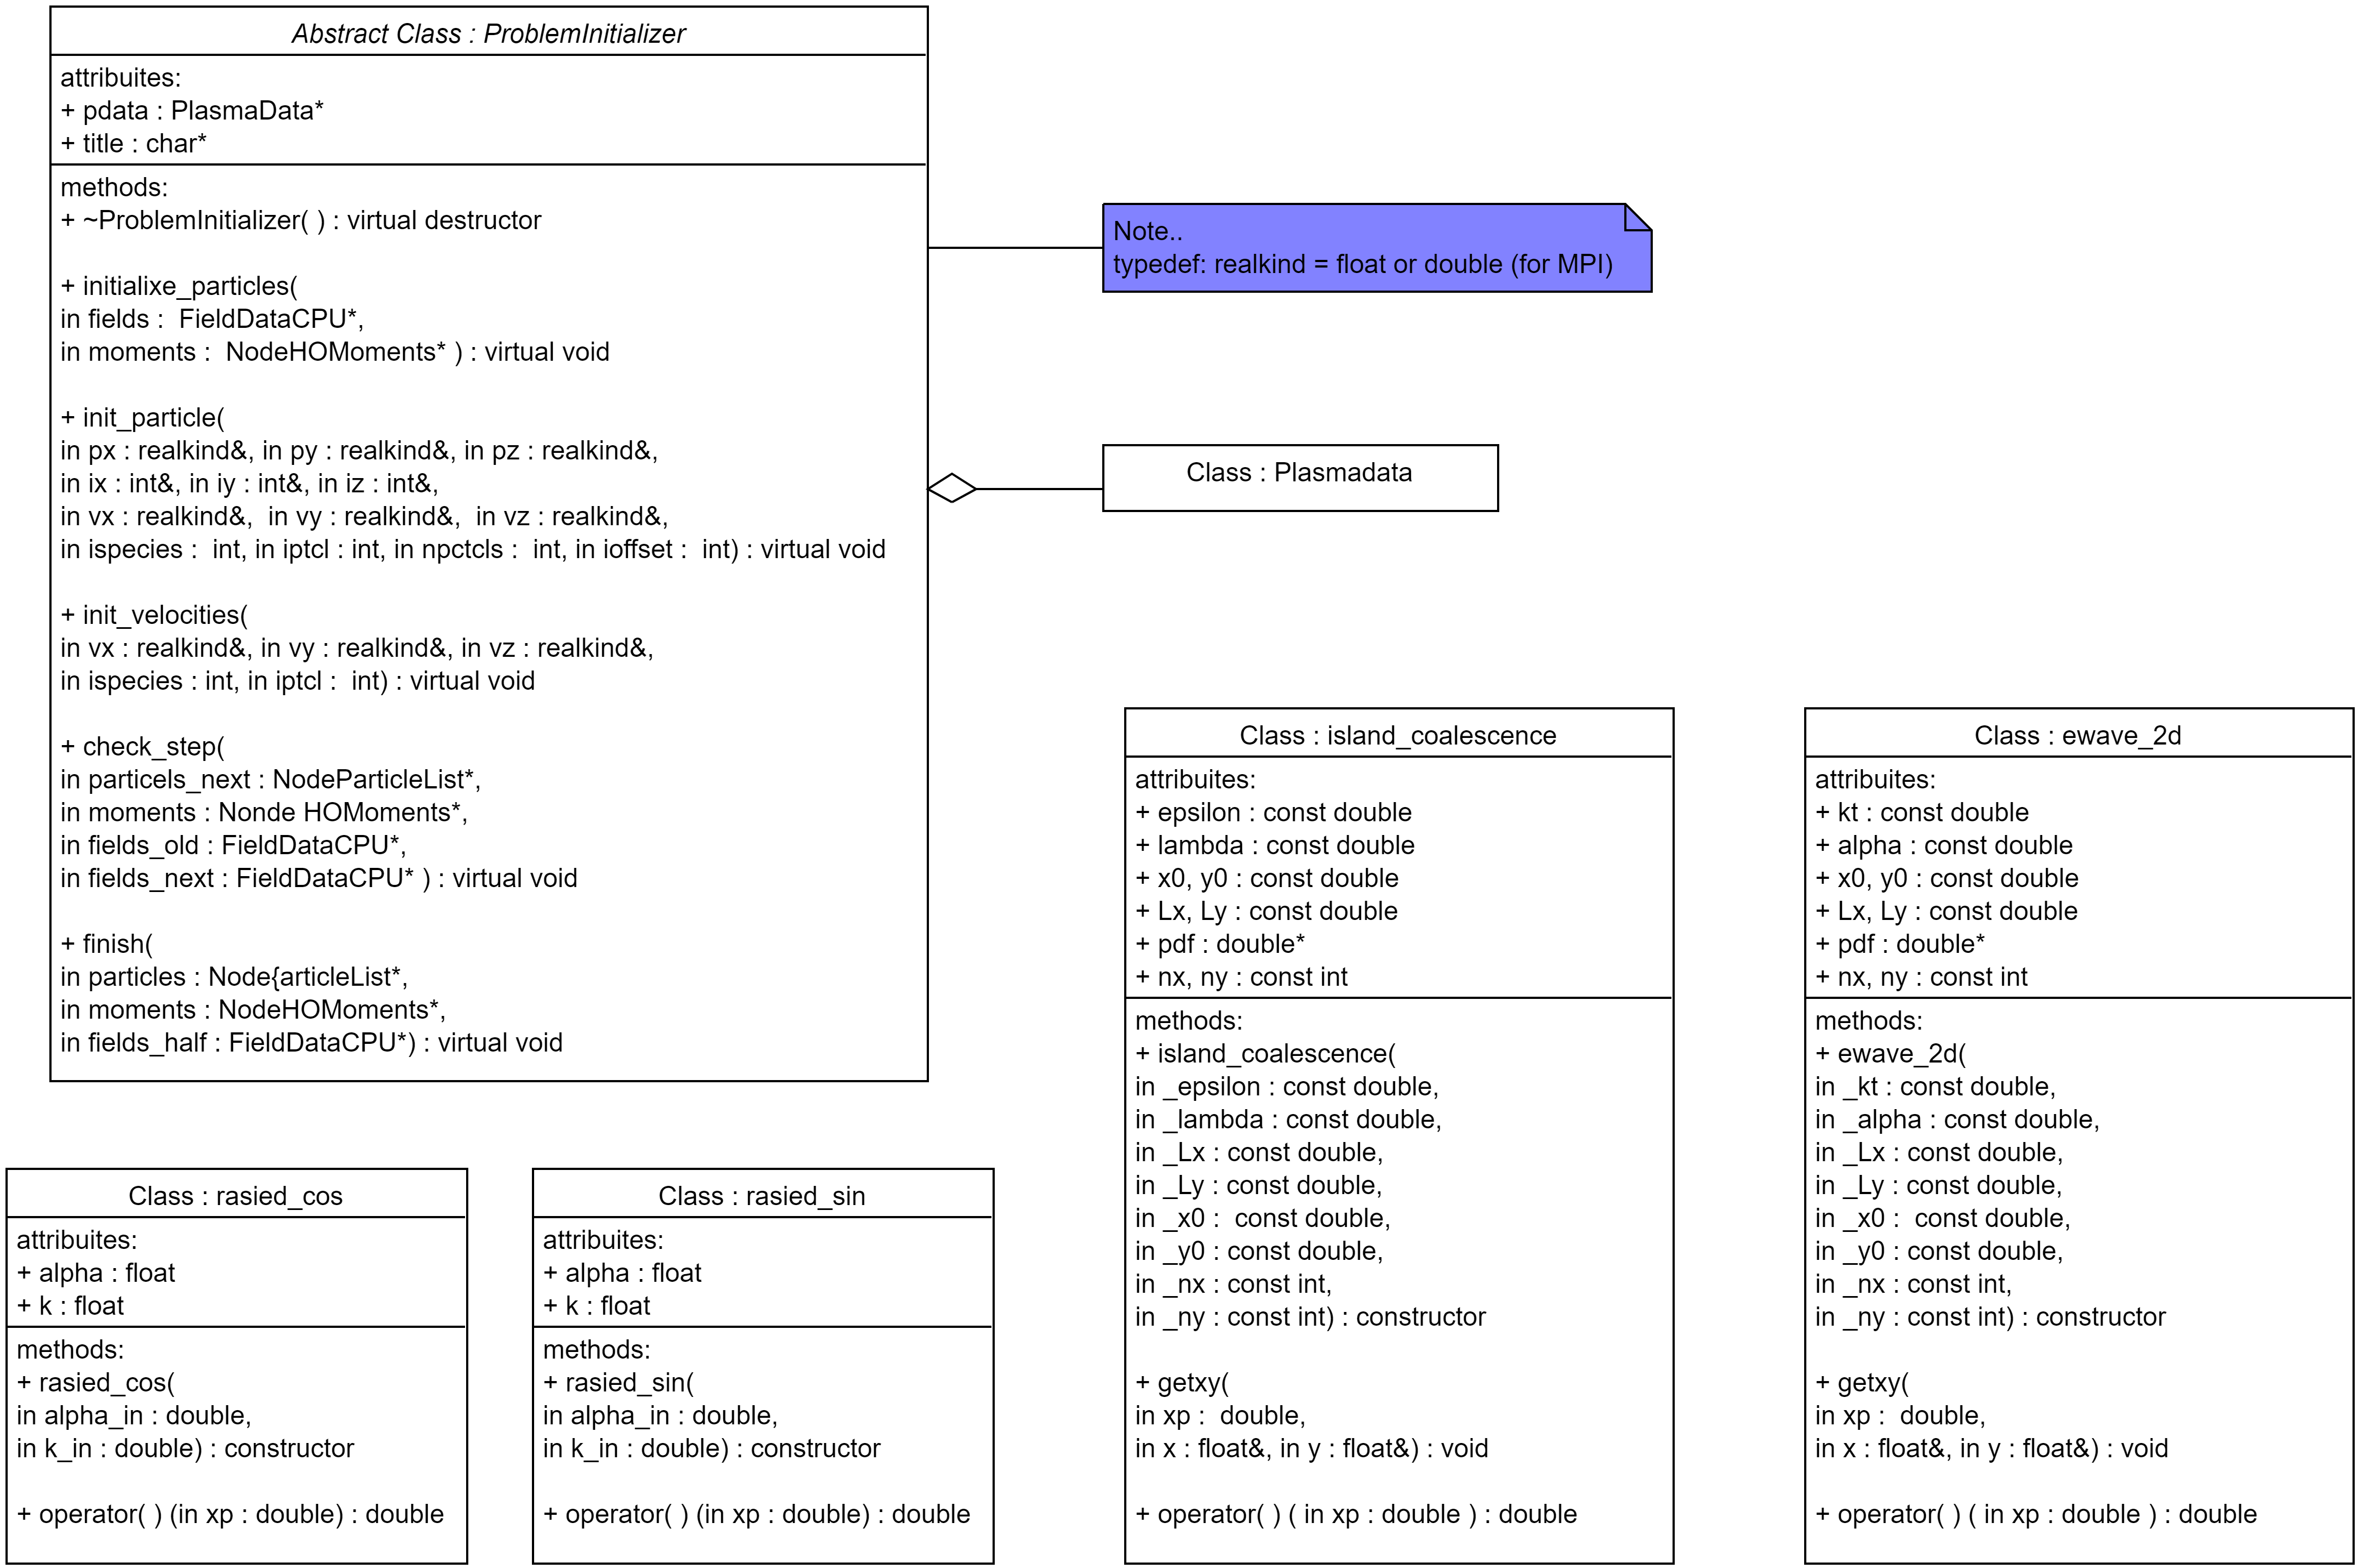 Abstract Class : ProblemInitializer
attribuites:
+ pdata : PlasmaData*
+ title : char*
methods:
+ ~ProblemInitializer( ) : virtual destructor
+ initialixe_particles(
in fields :  FieldDataCPU*,
in moments :  NodeHOMoments* ) : virtual void
+ init_particle(
in px : realkind&, in py : realkind&, in pz : realkind&,
in ix : int&, in iy : int&, in iz : int&,
in vx : realkind&,  in vy : realkind&,  in vz : realkind&,
in ispecies :  int, in iptcl : int, in npctcls :  int, in ioffset :  int) : virtual void
+ init_velocities(
in vx : realkind&, in vy : realkind&, in vz : realkind&,
in ispecies : int, in iptcl :  int) : virtual void
+ check_step(
in particels_next : NodeParticleList*,
in moments : Nonde HOMoments*,
in fields_old : FieldDataCPU*,
in fields_next : FieldDataCPU* ) : virtual void
+ finish(
in particles : Node{articleList*,
in moments : NodeHOMoments*,
in fields_half : FieldDataCPU*) : virtual void
Note..
typedef: realkind = float or double (for MPI)
Class : Plasmadata
Class : rasied_cos
attribuites:
+ alpha : float
+ k : float
methods:
+ rasied_cos(
in alpha_in : double,
in k_in : double) : constructor
+ operator( ) (in xp : double) : double
Class : rasied_sin
attribuites:
+ alpha : float
+ k : float
methods:
+ rasied_sin(
in alpha_in : double,
in k_in : double) : constructor
+ operator( ) (in xp : double) : double
Class : island_coalescence
attribuites:
+ epsilon : const double
+ lambda : const double
+ x0, y0 : const double
+ Lx, Ly : const double
+ pdf : double*
+ nx, ny : const int
methods:
+ island_coalescence(
in _epsilon : const double,
in _lambda : const double,
in _Lx : const double,
in _Ly : const double,
in _x0 :  const double,
in _y0 : const double,
in _nx : const int,
in _ny : const int) : constructor
+ getxy(
in xp :  double,
in x : float&, in y : float&) : void
+ operator( ) ( in xp : double ) : double
Class : ewave_2d
attribuites:
+ kt : const double
+ alpha : const double
+ x0, y0 : const double
+ Lx, Ly : const double
+ pdf : double*
+ nx, ny : const int
methods:
+ ewave_2d(
in _kt : const double,
in _alpha : const double,
in _Lx : const double,
in _Ly : const double,
in _x0 :  const double,
in _y0 : const double,
in _nx : const int,
in _ny : const int) : constructor
+ getxy(
in xp :  double,
in x : float&, in y : float&) : void
+ operator( ) ( in xp : double ) : double